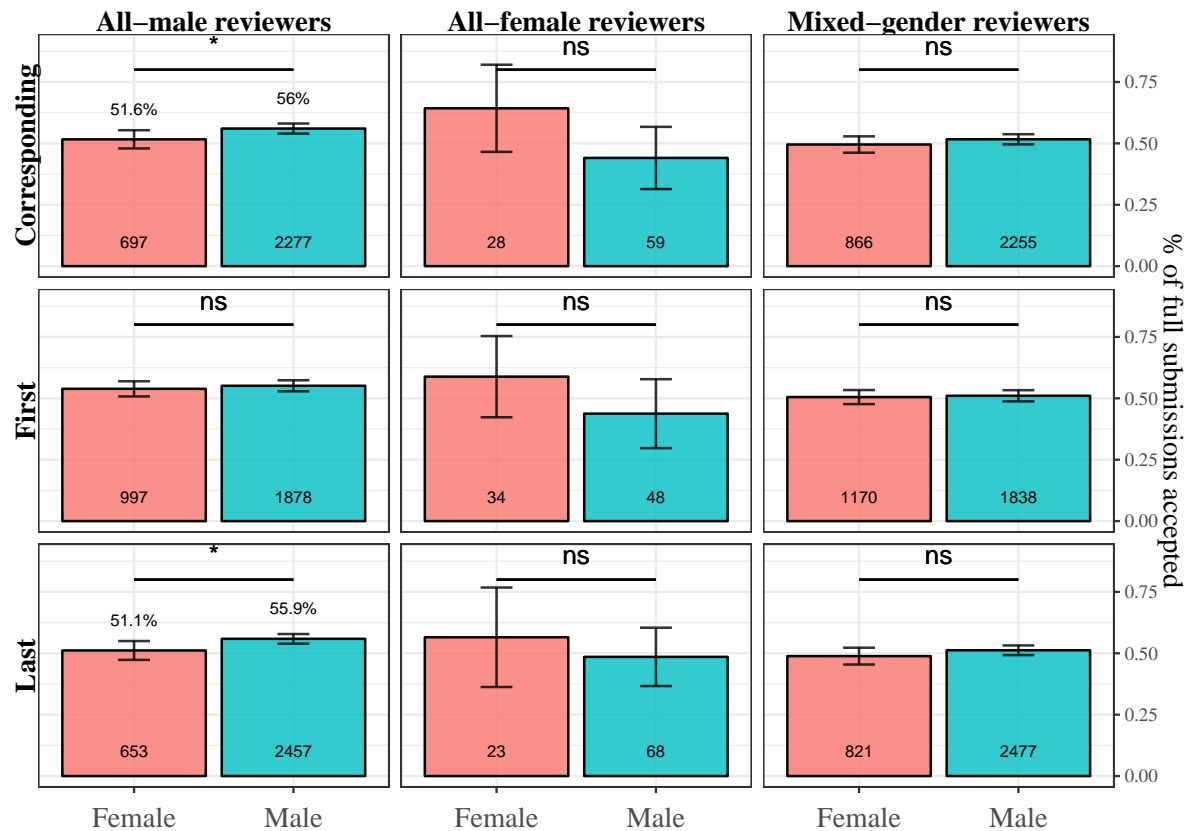 All−male reviewers
All−female reviewers
Mixed−gender reviewers
Corresponding
*
51.6%
56%
697
2277
ns
28
59
ns
866
2255
0.75
0.50
0.25
0.00
First
ns
997
1878
ns
34
48
ns
1170
1838
0.75
0.50
0.25
0.00
Last
*
51.1%
55.9%
653
2457
ns
23
68
ns
821
2477
0.75
0.50
0.25
0.00
% of full submissions accepted
Female
Male
Female
Male
Female
Male